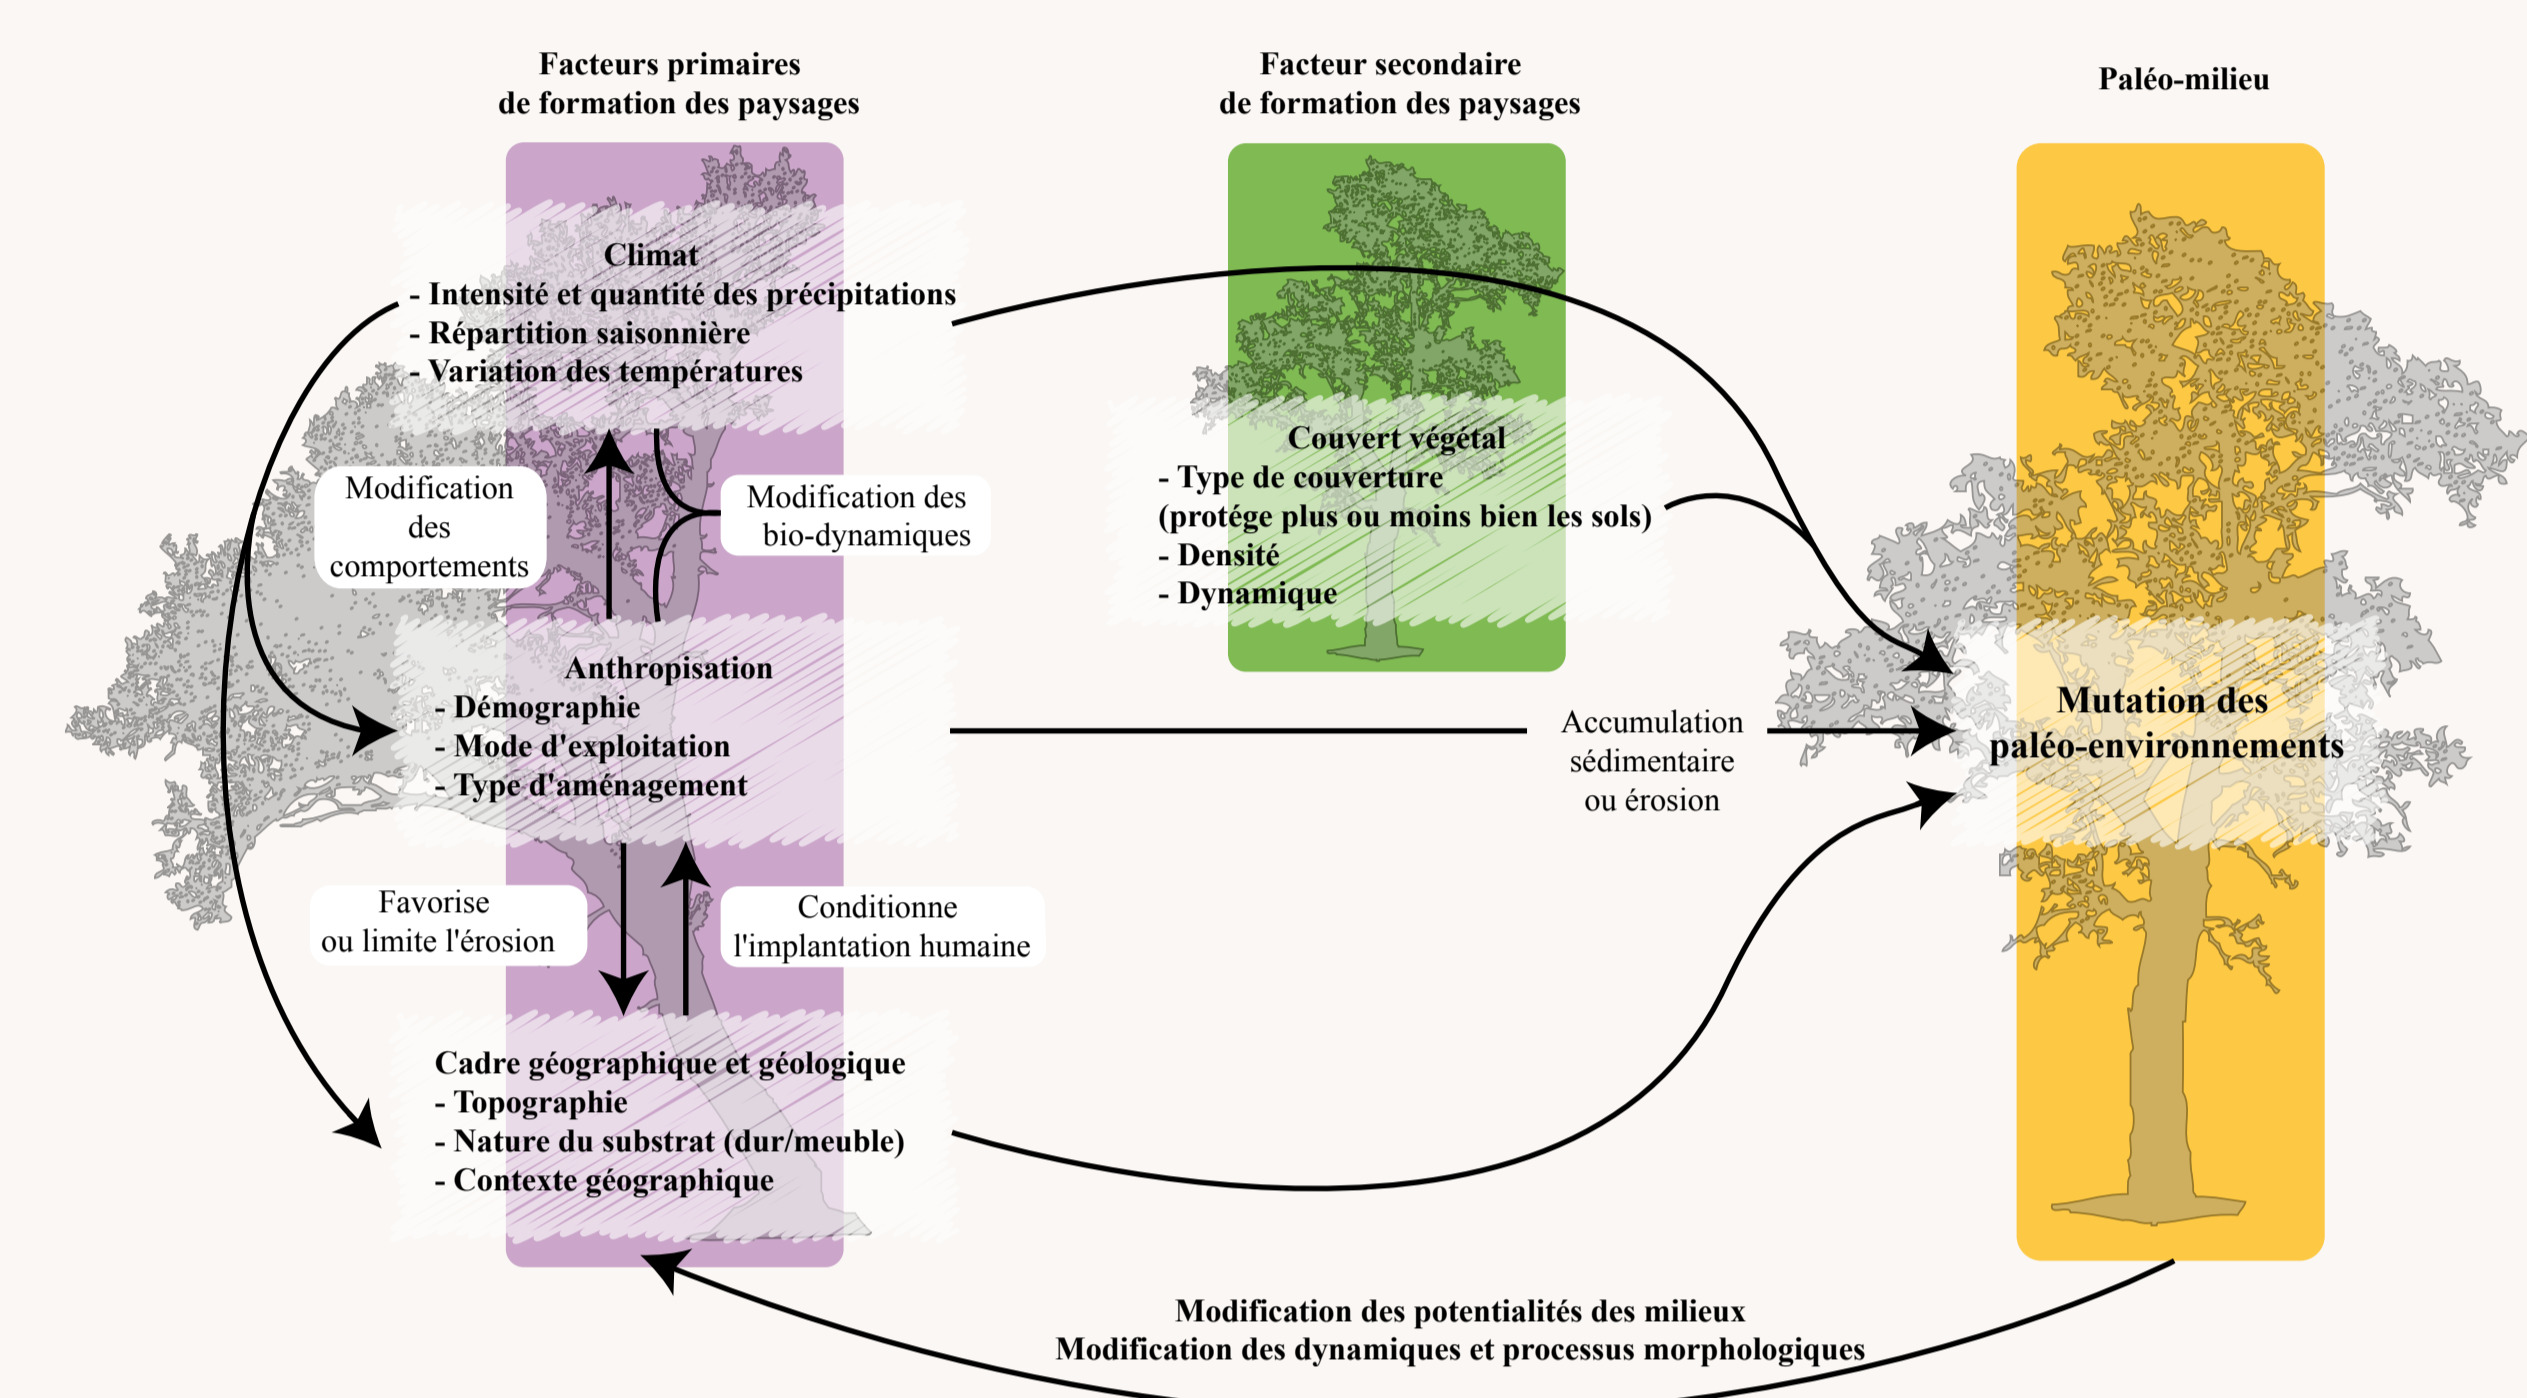 Facteurs primaires
de formation des paysages
Facteur secondaire
de formation des paysages
Paléo-milieu
Climat
- Intensité et quantité des précipitations
- Répartition saisonnière
- Variation des températures
Modification
des
comportements
Modification des
bio-dynamiques
Couvert végétal
- Type de couverture
(protége plus ou moins bien les sols)
- Densité
- Dynamique
Anthropisation
- Démographie
- Mode d'exploitation
- Type d'aménagement
Accumulation
sédimentaire
ou érosion
Mutation des
paléo-environnements
Favorise
ou limite l'érosion
Conditionne
l'implantation humaine
Cadre géographique et géologique
- Topographie
- Nature du substrat (dur/meuble)
- Contexte géographique
Modification des potentialités des milieux
Modification des dynamiques et processus morphologiques